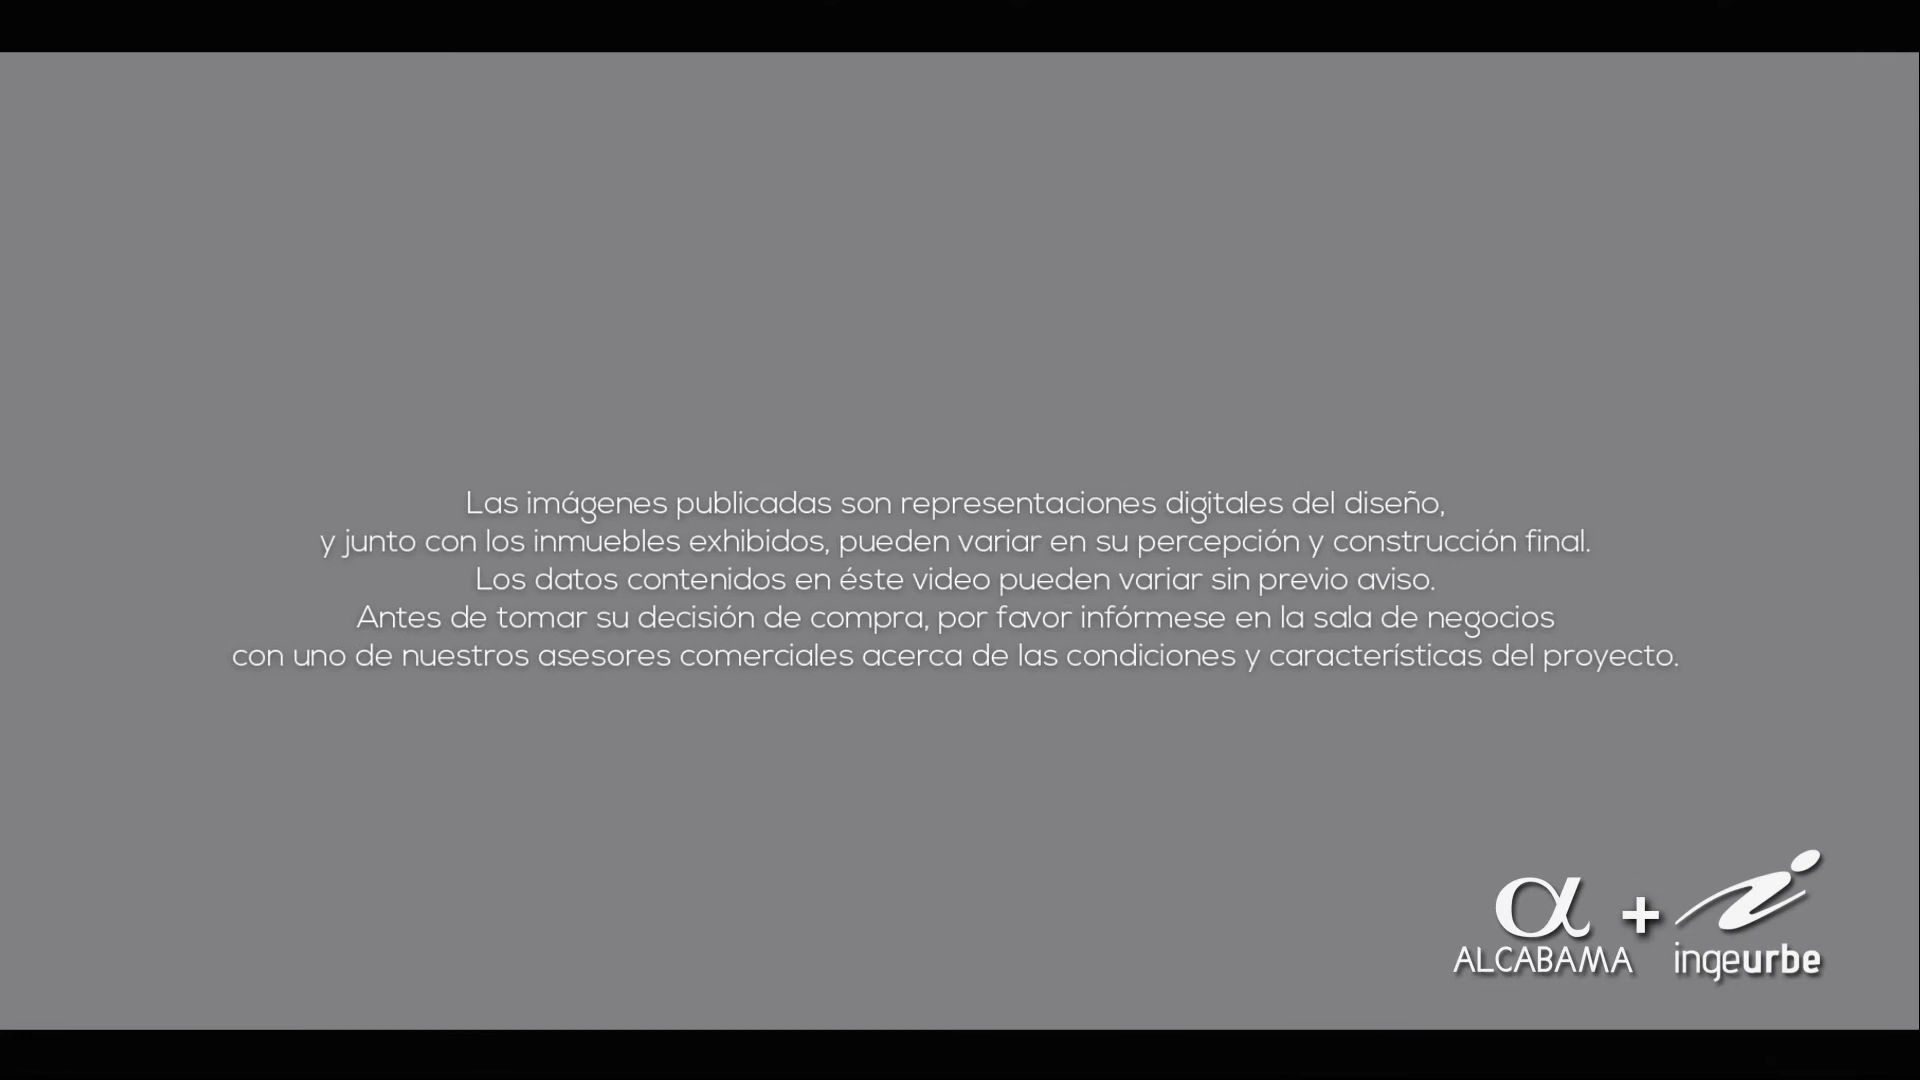 Las imágenes publicadas son representaciones digitales del diseño,
y junto con los inmuebles exhibidos, pueden variar en su percepción y construcción final.
Los datos contenidos en éste video pueden variar sin previo aviso.
Antes de tomar su decisión de compra, por favor infórmese en la sala de negocios
con uno de nuestros asesores comerciales acerca de las condiciones y características del proyecto.
α + i
ALCABAMA ingeurbe